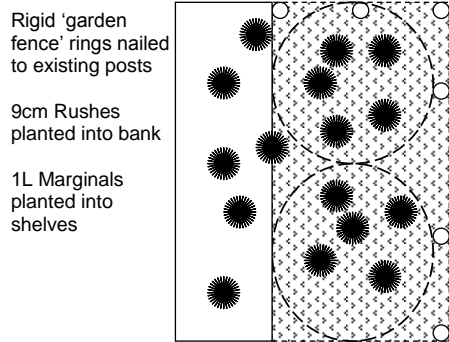 Rigid ‘garden
fence’ rings nailed
to existing posts
9cm Rushes
planted into bank
1L Marginals
planted into
shelves